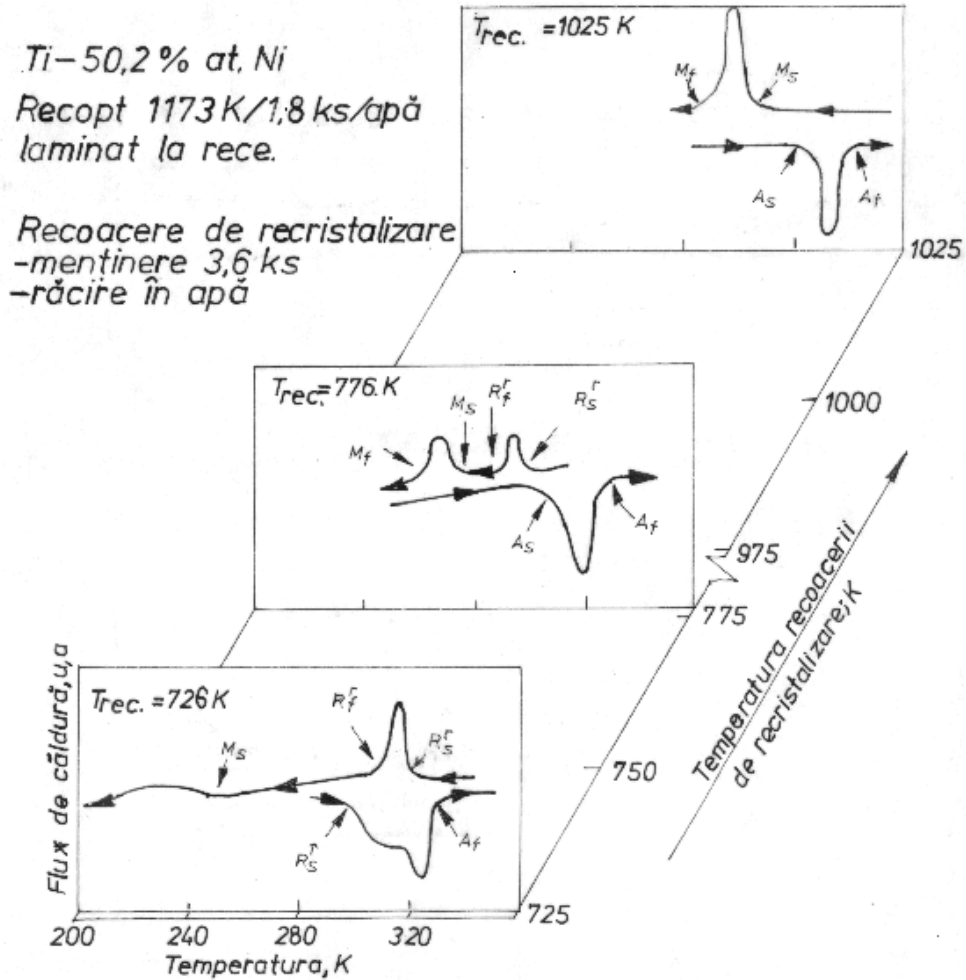 Ti-50,2% at. Ni
Recopt 1173 K/1,8 ks/apă
laminat la rece.
Recoacere de recristalizare
-mentinere 3,6 ks
-răcire în apă
Trec. =1025 K
Mf
Ms
As
Af
1025
Trec.=776.K
Mf
Ms
Rfr
Rsr
As
Af
1000
975
775
750
725
Temperatura recoacerii
de recristalizare; K
Trec. =726 K
Ms
Rfr
Rsr
Rsr
Af
Flux de căldură, u,a
200 240 280 320
Temperatura, K